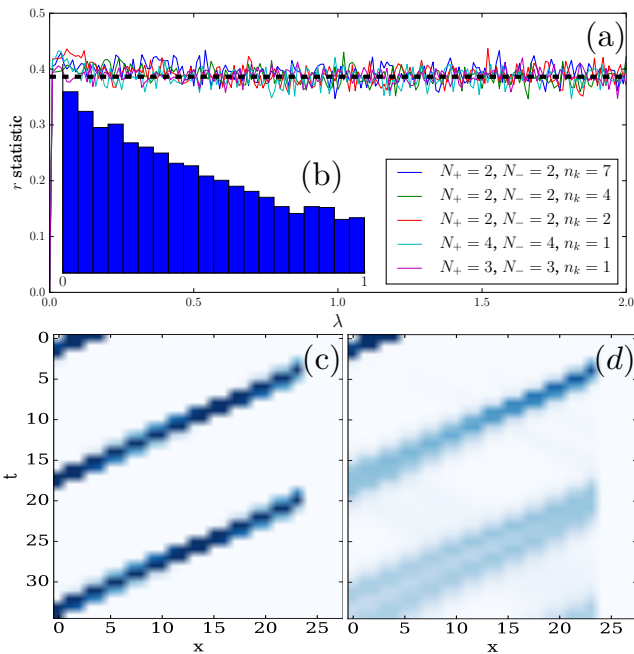 0.5
(a)
0.4
0.3
r statistic
(b)
0.2
N₊ = 2, N₋ = 2, nₖ = 7
N₊ = 2, N₋ = 2, nₖ = 4
N₊ = 2, N₋ = 2, nₖ = 2
N₊ = 4, N₋ = 4, nₖ = 1
N₊ = 3, N₋ = 3, nₖ = 1
0.1
0 1
0.0
0.0 0.5 1.0 1.5 2.0
λ
0
(c) (d)
5
10
15
t
20
25
30
0 5 10 15 20 25 0 5 10 15 20 25
x x